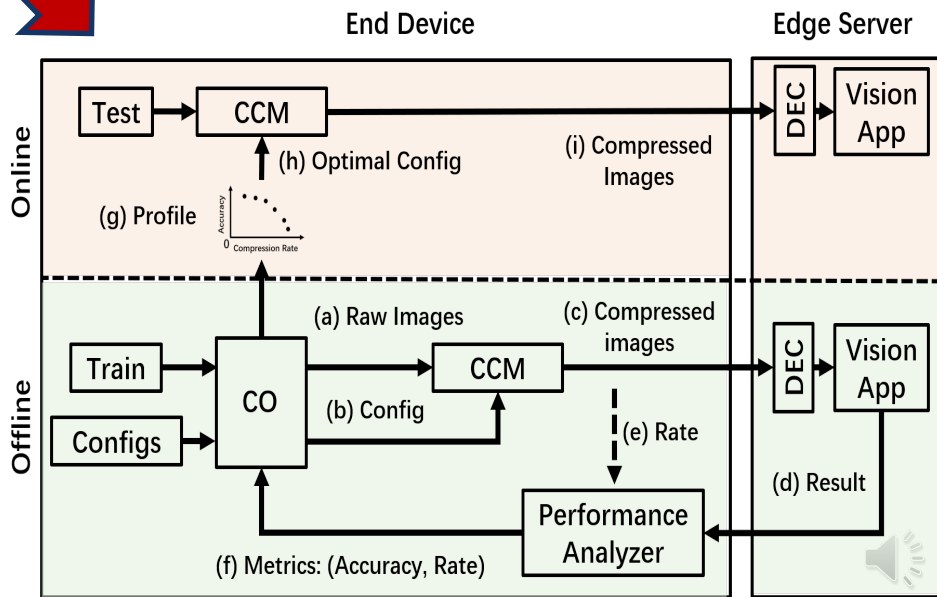 End Device
Edge Server
Online
Test
CCM
DEC
Vision
App
(h) Optimal Config
(i) Compressed
Images
(g) Profile
Accuracy
0
Compression Rate
Offline
(a) Raw Images
(c) Compressed
images
Train
CO
CCM
DEC
Vision
App
(b) Config
Configs
(e) Rate
(d) Result
Performance
Analyzer
(f) Metrics: (Accuracy, Rate)